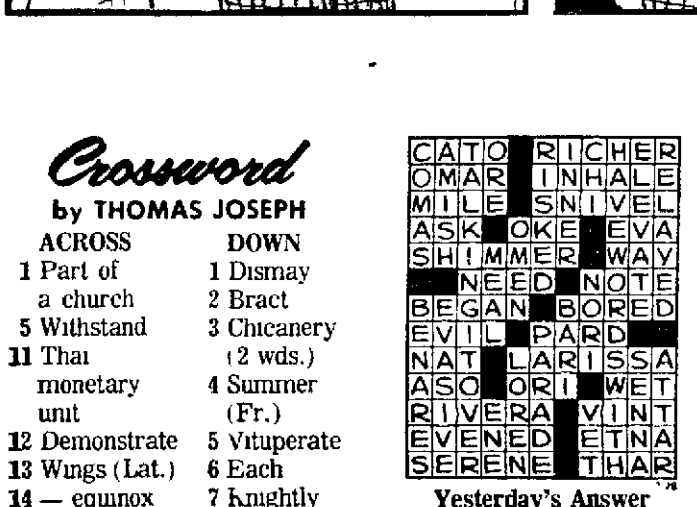 Crossword
by THOMAS JOSEPH
ACROSS
1 Part of
a church
5 Withstand
11 Thai
monetary
unit
12 Demonstrate
13 Wings (Lat.)
14 — equinox
DOWN
1 Dismay
2 Bract
3 Chicanery
(2 wds.)
4 Summer
(Fr.)
5 Vituperate
6 Each
7 Knightly
CATO RICHER
OMAR INHALE
MILE SNIVEL
ASK OKE EVA
SHIMMER WAY
NEED NOTE
BEGAN BORED
EVIL PARD
NAT LARISSA
ASO ORI WET
RIVERA VINT
EVENED ETNA
SERENE THAR
Yesterday's Answer